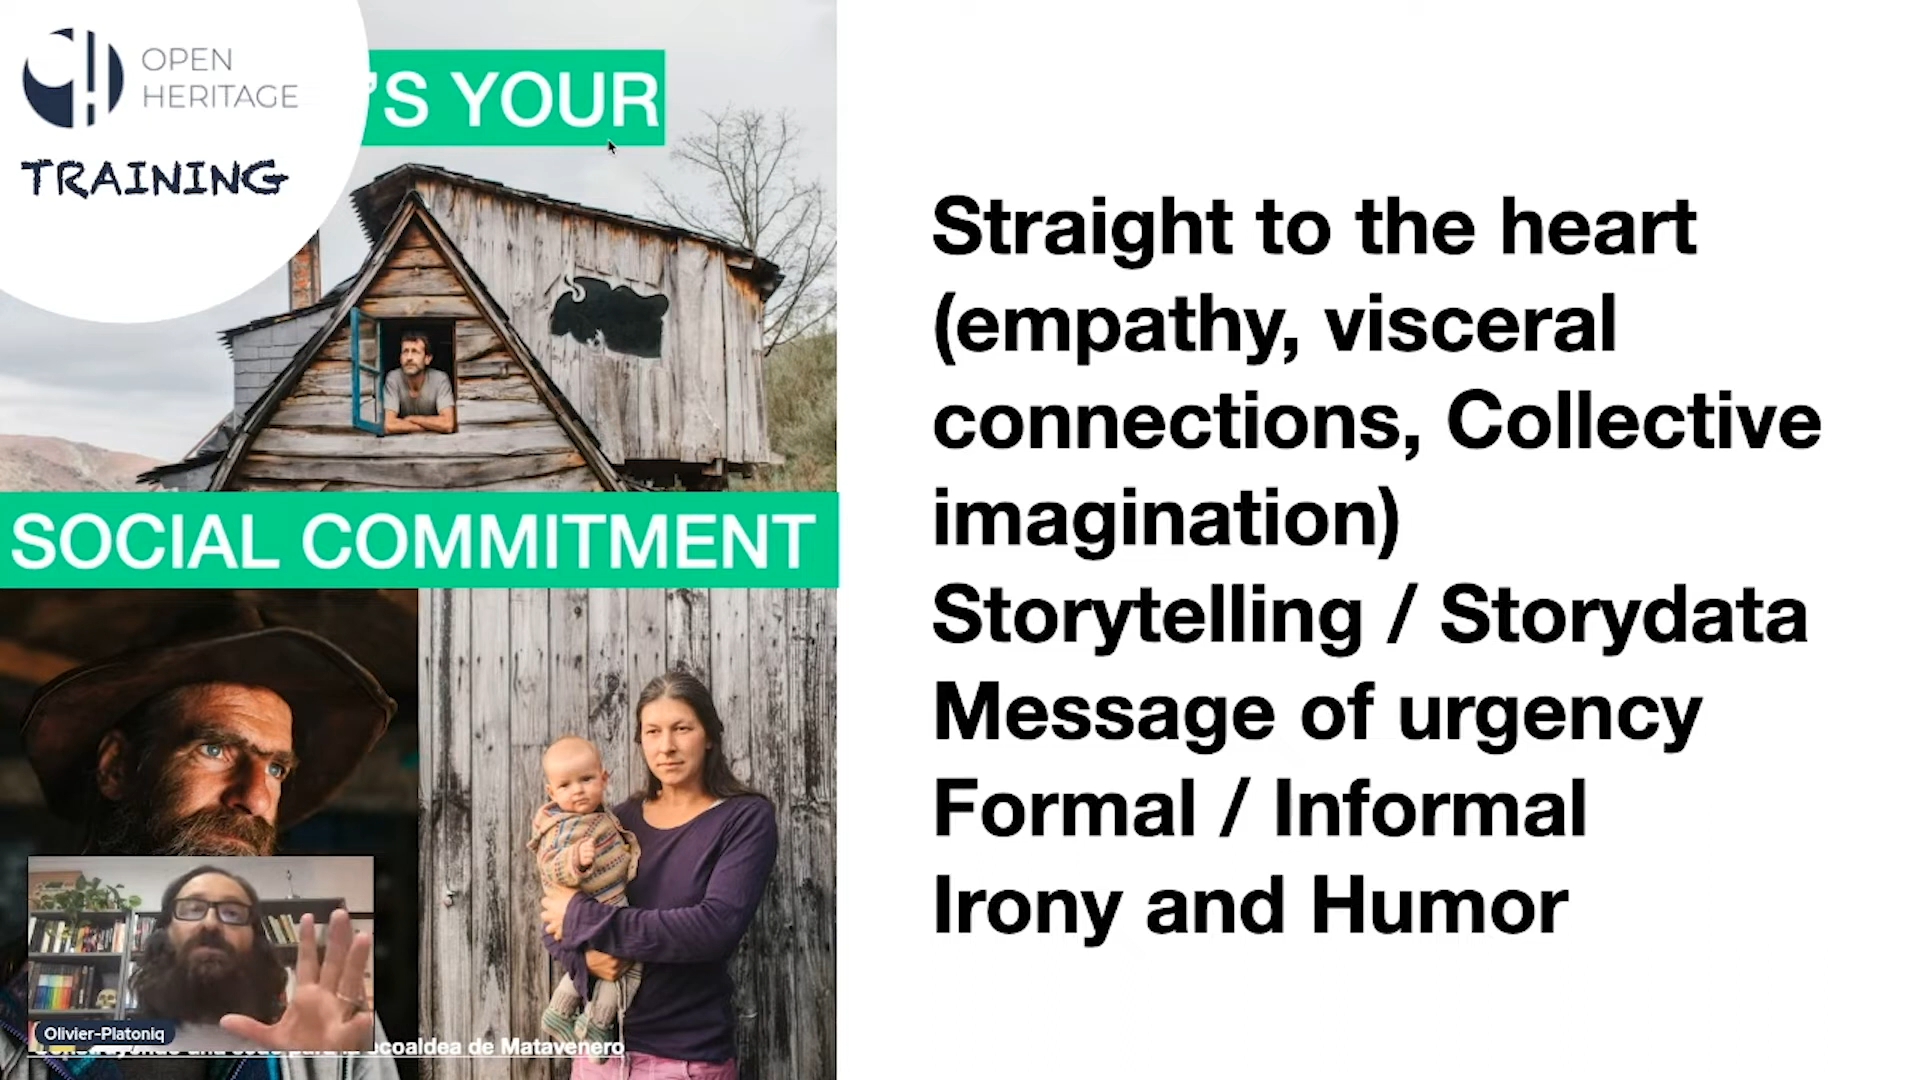 OPEN
HERITAGE
TRAINING
'S YOUR
SOCIAL COMMITMENT
Straight to the heart
(empathy, visceral
connections, Collective
imagination)
Storytelling / Storydata
Message of urgency
Formal / Informal
Irony and Humor
Olivier-Platoniq
ecoaldea de Matavenero